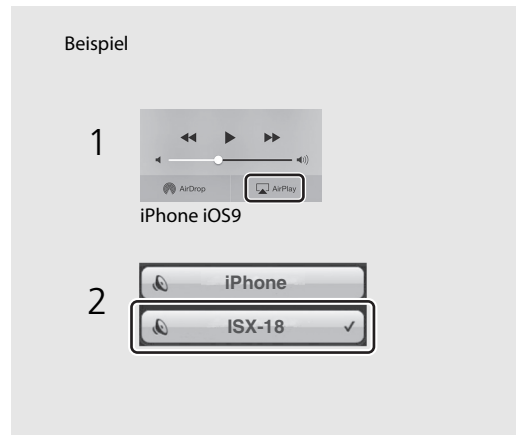 Beispiel
1
AirDrop AirPlay
iPhone iOS9
2
iPhone
ISX-18